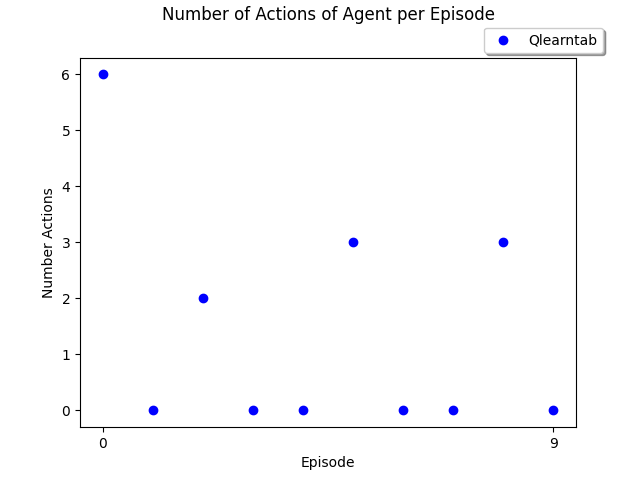 Number of Actions of Agent per Episode
Qlearntab
6
5
4
3
2
1
0
Number Actions
0 9
Episode